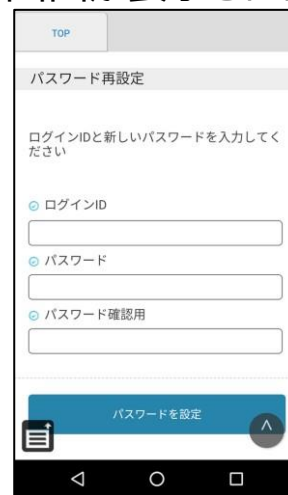 TOP
パスワード再設定
ログインIDと新しいパスワードを入力してく
ださい
ログインID
パスワード
パスワード確認用
パスワードを設定